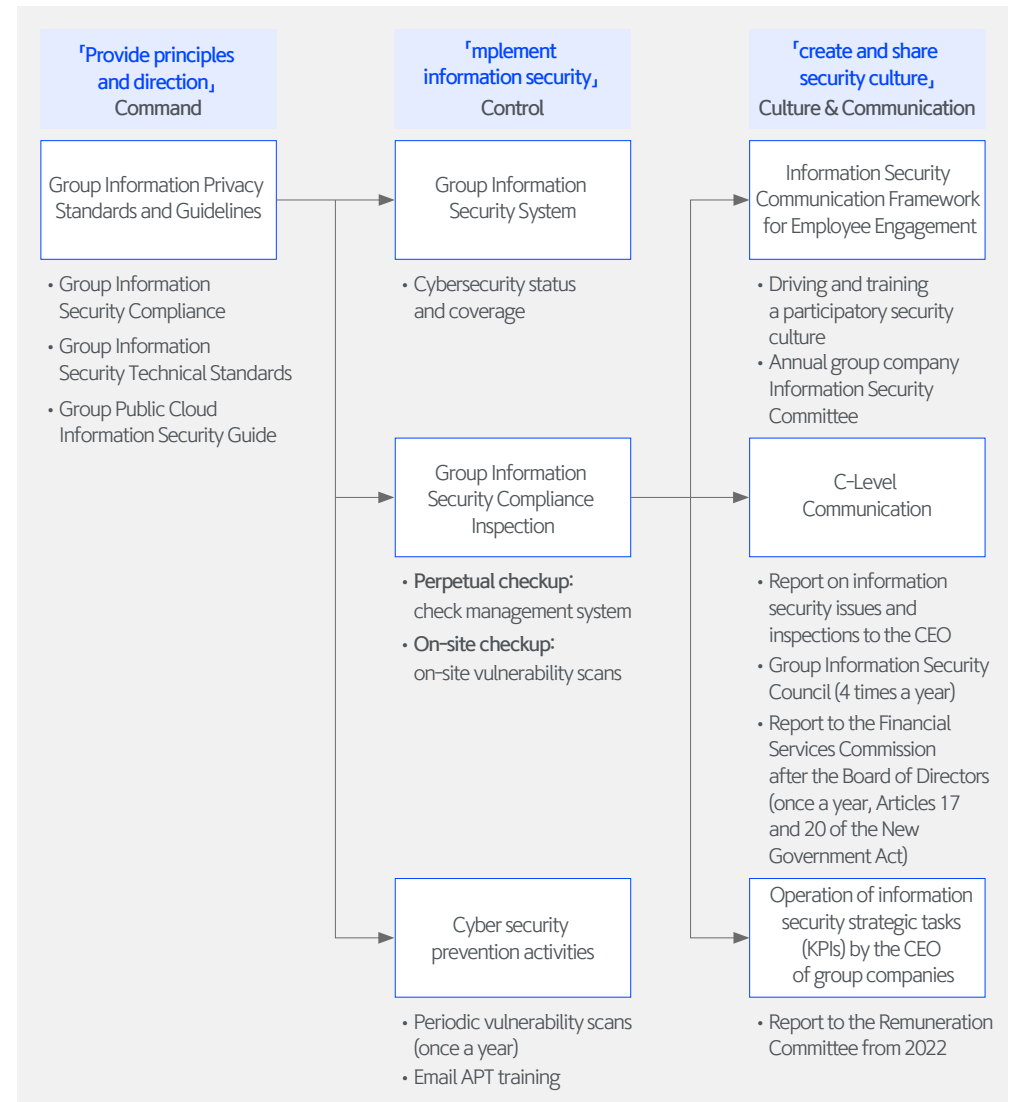 「Provide principles
and direction」
Command
「mplement
information security」
Control
「create and share
security culture」
Culture & Communication
Group Information Privacy
Standards and Guidelines
• Group Information
Security Compliance
• Group Information
Security Technical Standards
• Group Public Cloud
Information Security Guide
Group Information
Security System
• Cybersecurity status
and coverage
Group Information
Security Compliance
Inspection
• Perpetual checkup:
check management system
• On-site checkup:
on-site vulnerability scans
Cyber security
prevention activities
• Periodic vulnerability scans
(once a year)
• Email APT training
Information Security
Communication Framework
for Employee Engagement
• Driving and training
a participatory security
culture
• Annual group company
Information Security
Committee
C-Level
Communication
• Report on information
security issues and
inspections to the CEO
• Group Information Security
Council (4 times a year)
• Report to the Financial
Services Commission
after the Board of Directors
(once a year, Articles 17
and 20 of the New
Government Act)
Operation of information
security strategic tasks
(KPIs) by the CEO
of group companies
• Report to the Remuneration
Committee from 2022